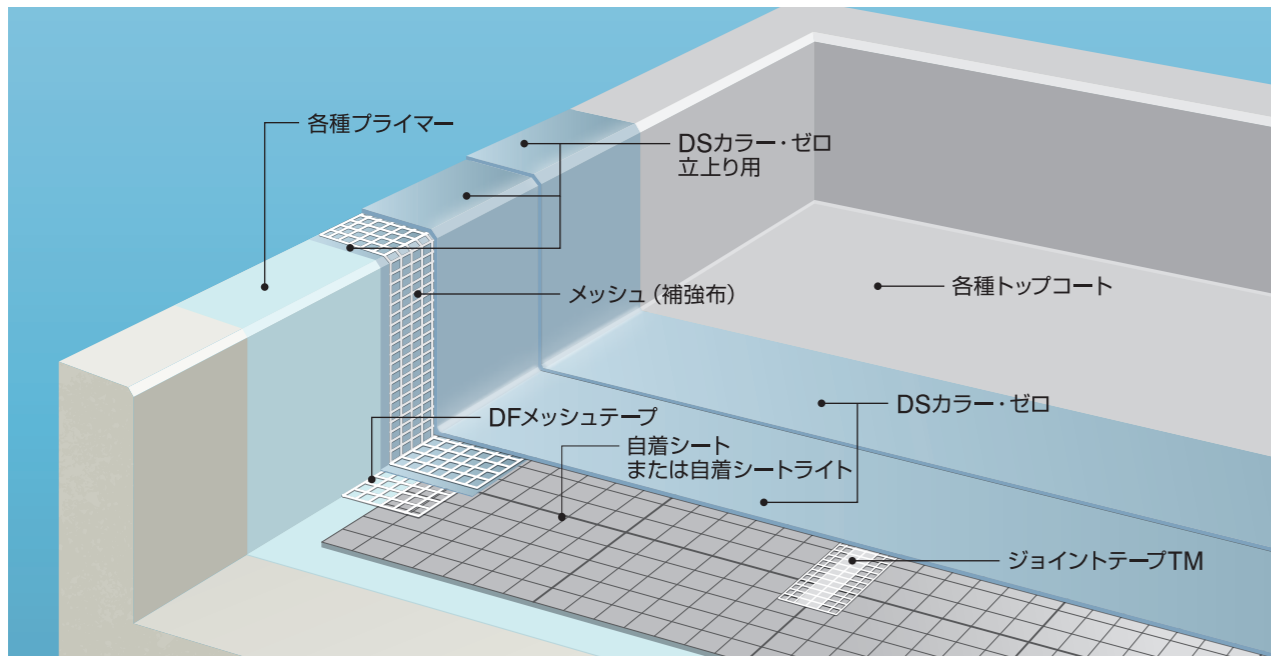 各種プライマー
DSカラー・ゼロ
立上り用
メッシュ（補強布）
各種トップコート
DSカラー・ゼロ
DFメッシュテープ
自着シート
または自着シートライト
ジョイントテープTM